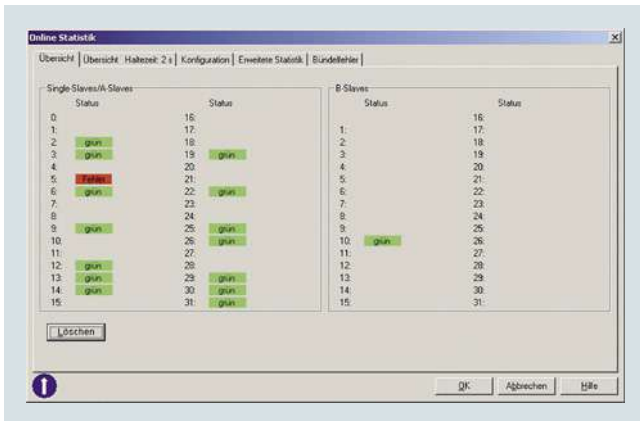 Online Statistik
Übersicht Übersicht Haltezeit: 2 s Konfiguration Erweitete Statistik Bündelfehler
Single-Slaves/A-Slaves B-Slaves
Status Status Status Status
0: 16: 16:
1: 17: 1: 17:
2: grün 18: 2: 18:
3: grün 19: grün 3: 19:
4: 20: 4: 20:
5: Fehler 21: 5: 21:
6: grün 22: grün 6: 22:
7: 23: 7: 23:
8: 24: 8: 24:
9: grün 25: grün 9: 25:
10: 26: grün 10: grün 26:
11: 27: 11: 27:
12: grün 28: 12: 28:
13: grün 29: grün 13: 29:
14: grün 30: grün 14: 30:
15: 31: grün 15: 31:
Löschen
OK Abbrechen Hilfe